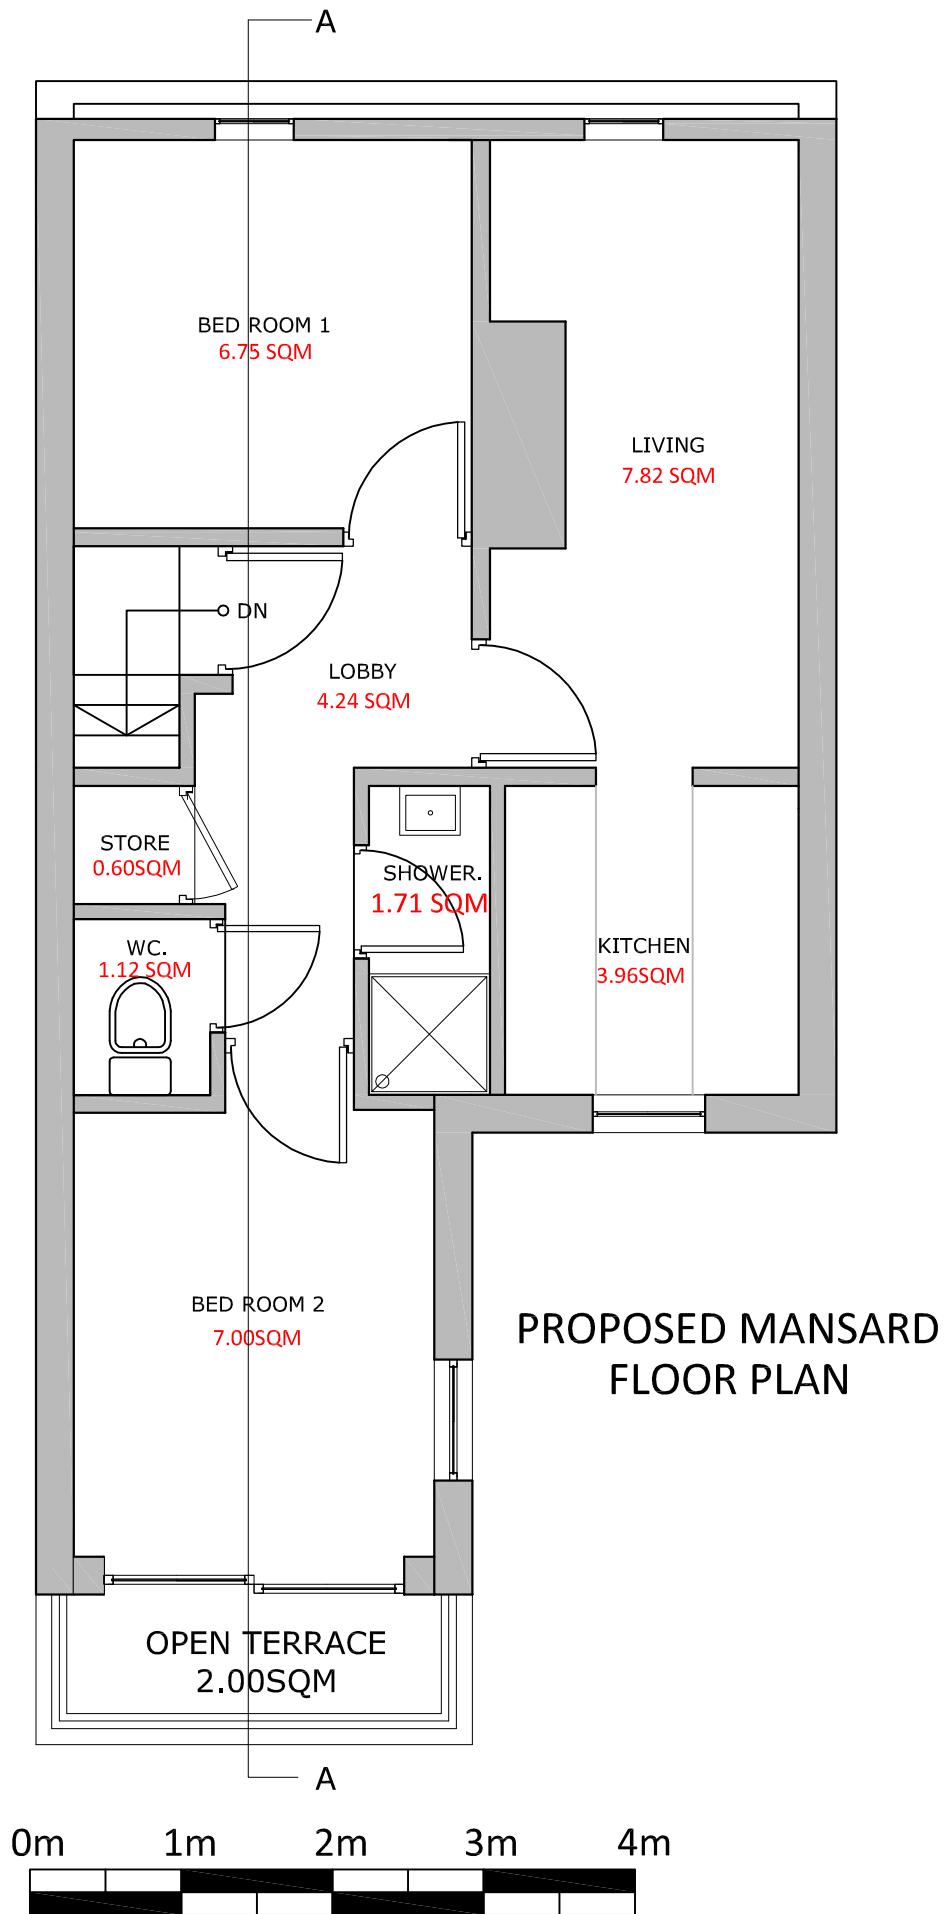 A
BED ROOM 1
6.75 SQM
LIVING
7.82 SQM
DN
LOBBY
4.24 SQM
STORE
0.60SQM
SHOWER.
1.71 SQM
WC.
1.12 SQM
KITCHEN
3.96SQM
BED ROOM 2
7.00SQM
PROPOSED MANSARD
FLOOR PLAN
OPEN TERRACE
2.00SQM
A
0m 1m 2m 3m 4m